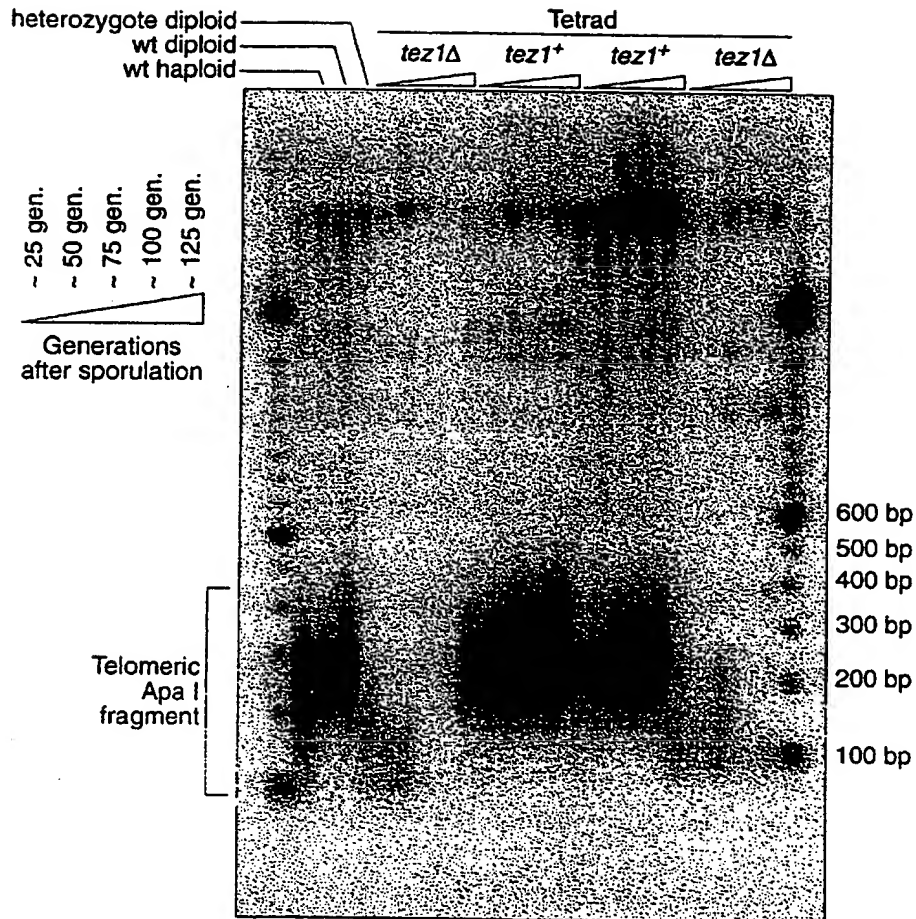 heterozygote diploid
wt diploid
wt haploid
Tetrad
tez1Δ
tez1+
tez1+
tez1Δ
~ 25 gen.
~ 50 gen.
~ 75 gen.
~ 100 gen.
~ 125 gen.
Generations
after sporulation
600 bp
500 bp
400 bp
300 bp
200 bp
100 bp
Telomeric
Apa I
fragment